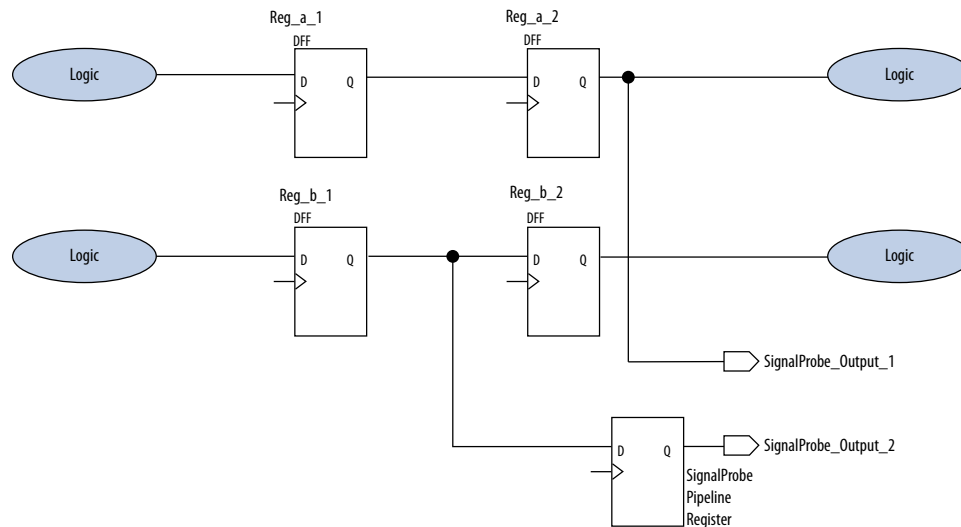 Reg_a_1
Reg_a_2
DFF
DFF
Logic
D
Q
D
Q
Logic
Reg_b_1
Reg_b_2
DFF
DFF
Logic
D
Q
D
Q
Logic
SignalProbe_Output_1
D
Q
SignalProbe_Output_2
SignalProbe
Pipeline
Register